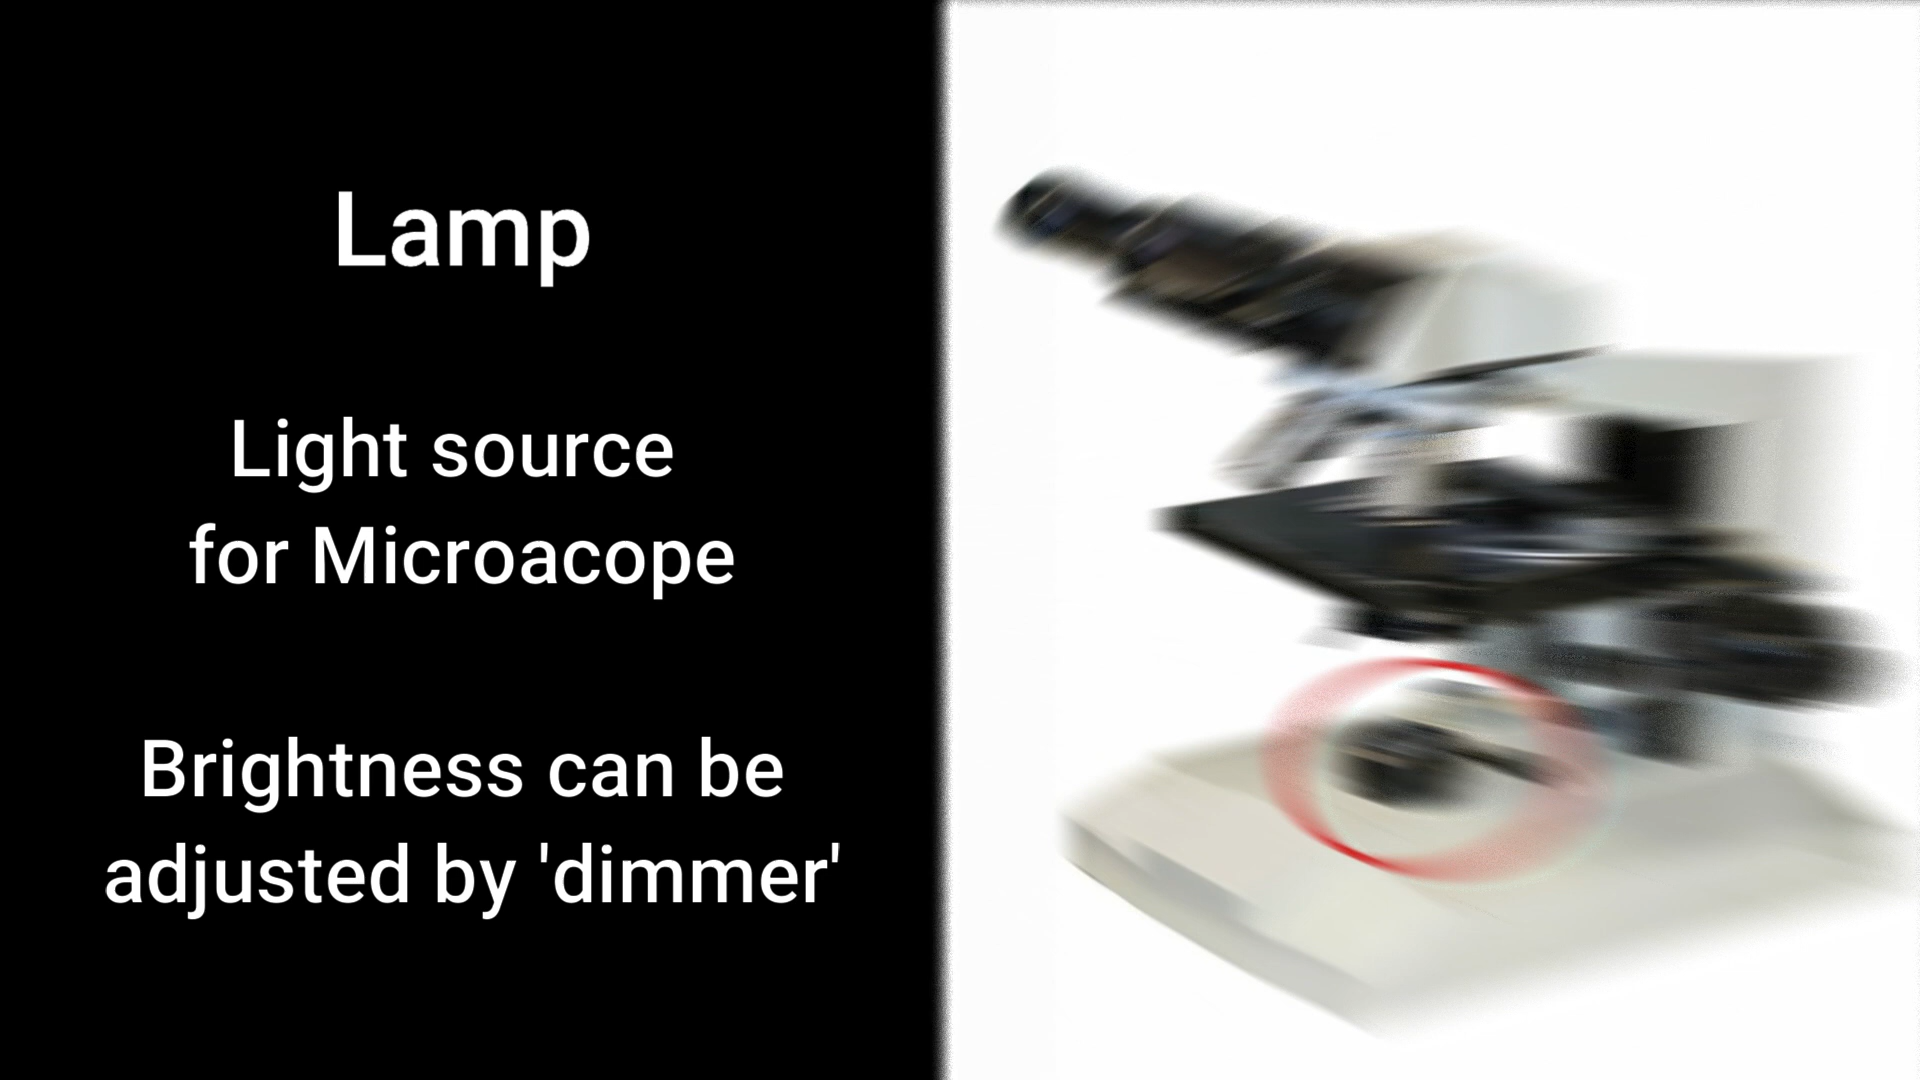 Lamp
Light source
for Microacope
Brightness can be
adjusted by 'dimmer'